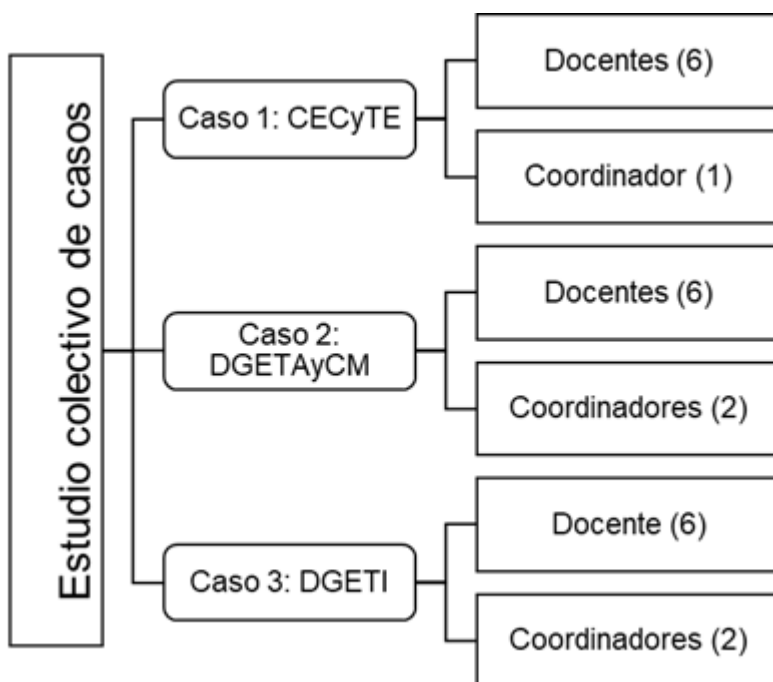 Estudio colectivo de casos
Caso 1: CECyTE
Docentes (6)
Coordinador (1)
Caso 2:
DGETAyCM
Docentes (6)
Coordinadores (2)
Caso 3: DGETI
Docente (6)
Coordinadores (2)